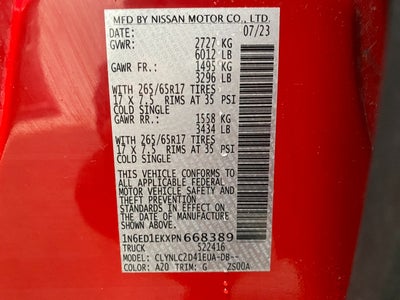 MFD BY NISSAN MOTOR CO., LTD.
DATE: 07/23
GVWR: 2727 KG
6012 LB
GAWR FR.: 1495 KG
3296 LB
WITH 265/65R17 TIRES
17 X 7.5 RIMS AT 35 PSI
COLD SINGLE
GAWR RR.: 1558 KG
3434 LB
WITH 265/65R17 TIRES
17 X 7.5 RIMS AT 35 PSI
COLD SINGLE
THIS VEHICLE CONFORMS TO
ALL APPLICABLE FEDERAL
MOTOR VEHICLE SAFETY AND
THEFT PREVENTION
STANDARDS IN EFFECT ON
THE DATE OF MANUFACTURE
SHOWN ABOVE.
1N6ED1EKXPN668389
TRUCK 522416
MODEL: CLYNLC2D41EUA-DB--
COLOR: A20 TRIM: G 2S00A